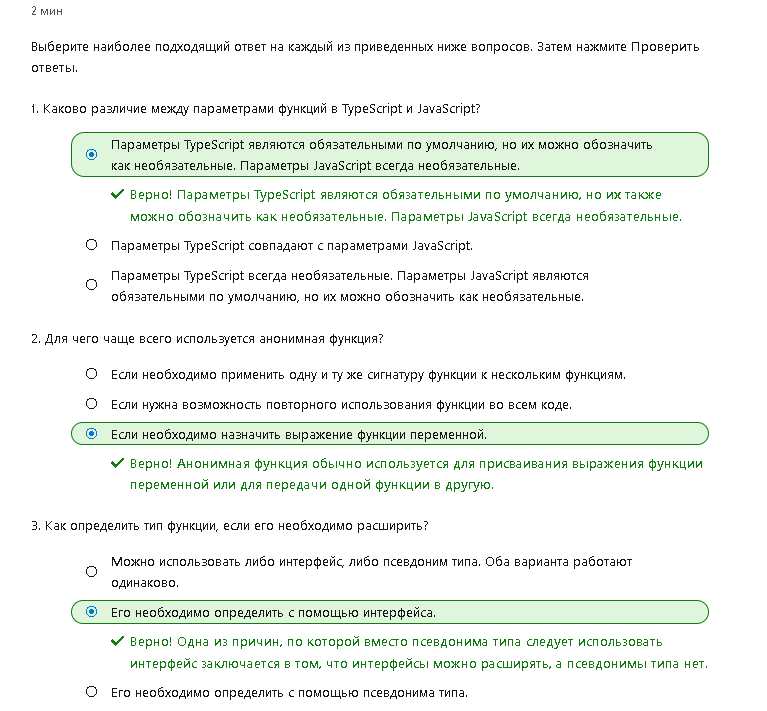 2 мин
Выберите наиболее подходящий ответ на каждый из приведенных ниже вопросов. Затем нажмите Проверить
ответы.
1. Каково различие между параметрами функций в TypeScript и JavaScript?
Параметры TypeScript являются обязательными по умолчанию, но их можно обозначить
как необязательные. Параметры JavaScript всегда необязательные.
Верно! Параметры TypeScript являются обязательными по умолчанию, но их также
можно обозначить как необязательные. Параметры JavaScript всегда необязательные.
Параметры TypeScript совпадают с параметрами JavaScript.
Параметры TypeScript всегда необязательные. Параметры JavaScript являются
обязательными по умолчанию, но их можно обозначить как необязательные.
2. Для чего чаще всего используется анонимная функция?
Если необходимо применить одну и ту же сигнатуру функции к нескольким функциям.
Если нужна возможность повторного использования функции во всем коде.
Если необходимо назначить выражение функции переменной.
Верно! Анонимная функция обычно используется для присваивания выражения функции
переменной или для передачи одной функции в другую.
3. Как определить тип функции, если его необходимо расширить?
Можно использовать либо интерфейс, либо псевдоним типа. Оба варианта работают
одинаково.
Его необходимо определить с помощью интерфейса.
Верно! Одна из причин, по которой вместо псевдонима типа следует использовать
интерфейс заключается в том, что интерфейсы можно расширять, а псевдонимы типа нет.
Его необходимо определить с помощью псевдонима типа.